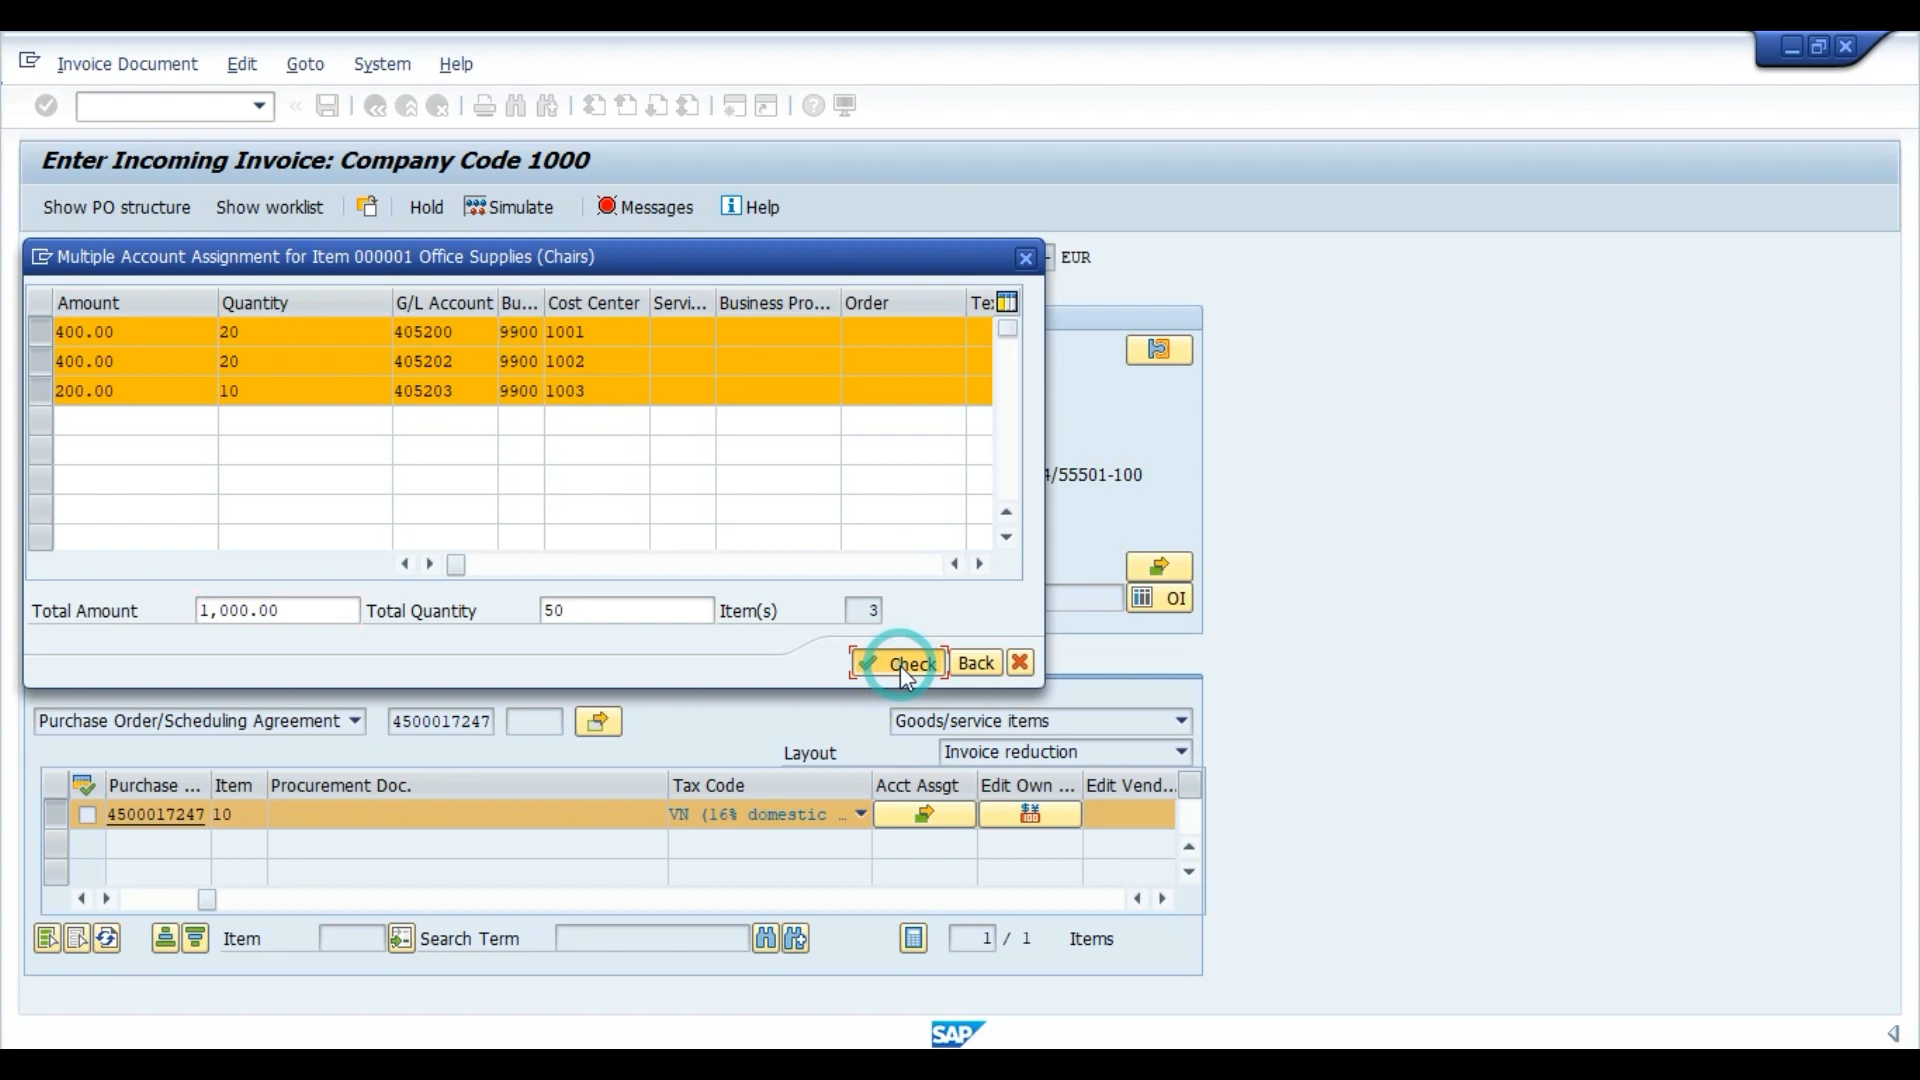 Invoice Document Edit Goto System Help
Enter Incoming Invoice: Company Code 1000
Show PO structure Show worklist Hold Simulate Messages Help
Multiple Account Assignment for Item 000001 Office Supplies (Chairs) EUR
Amount Quantity G/L Account Bu... Cost Center Servi... Business Pro... Order
400.00 20 405200 9900 1001
400.00 20 405202 9900 1002
200.00 10 405203 9900 1003
/55501-100
OI
Total Amount 1,000.00 Total Quantity 50 Item(s) 3
Check Back
Purchase Order/Scheduling Agreement 4500017247 Goods/service items
Layout Invoice reduction
Purchase ... Item Procurement Doc. Tax Code Acct Assgt Edit Own ... Edit Vend...
4500017247 10 VN (16% domestic ...
Item Search Term 1 / 1 Items
SAP